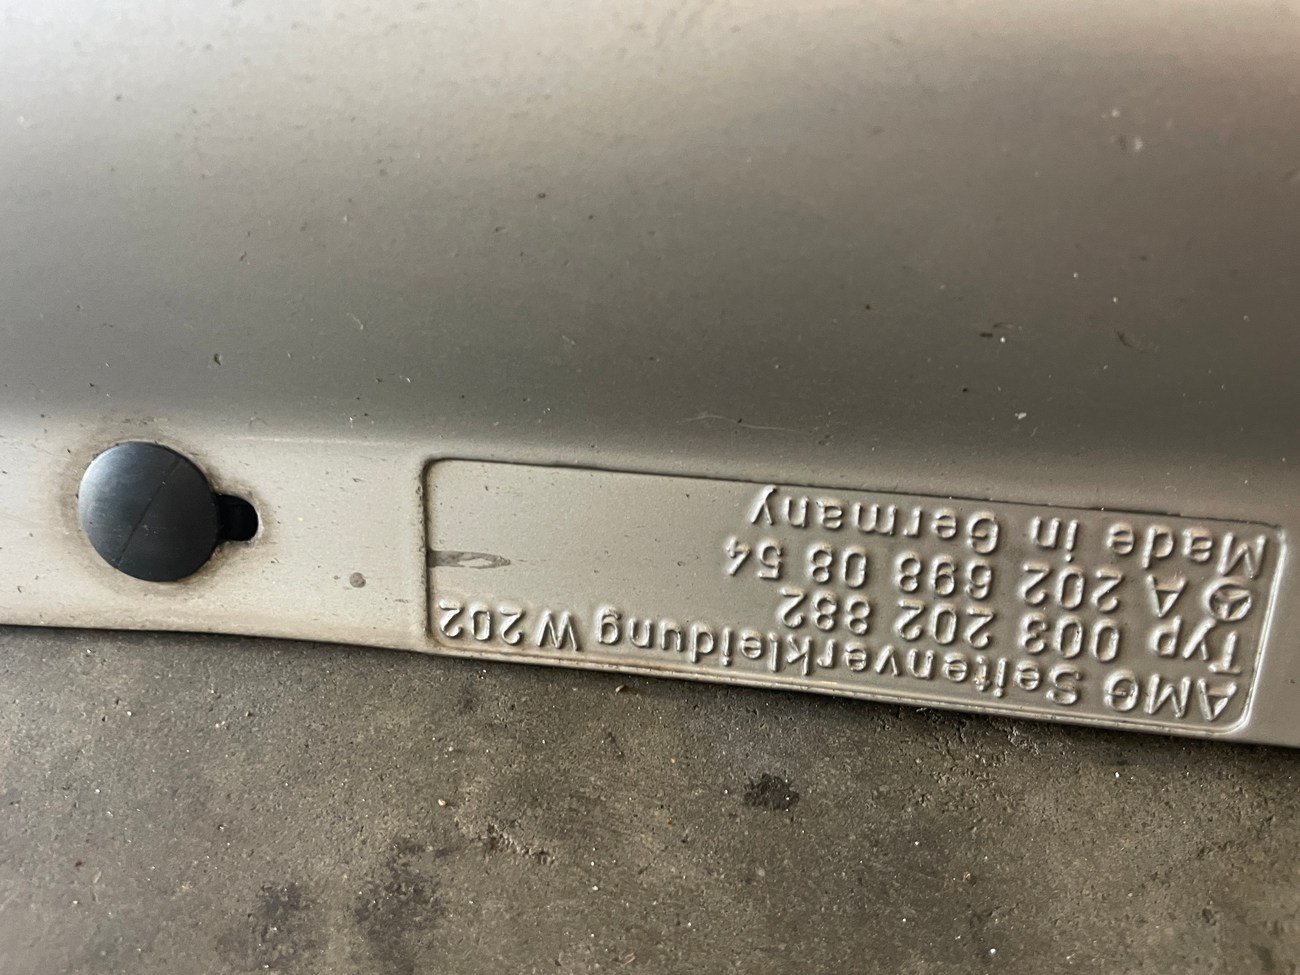 AMG Seitenverkleidung W202
Typ 003 202 882
A 202 698 08 54
Made in Germany